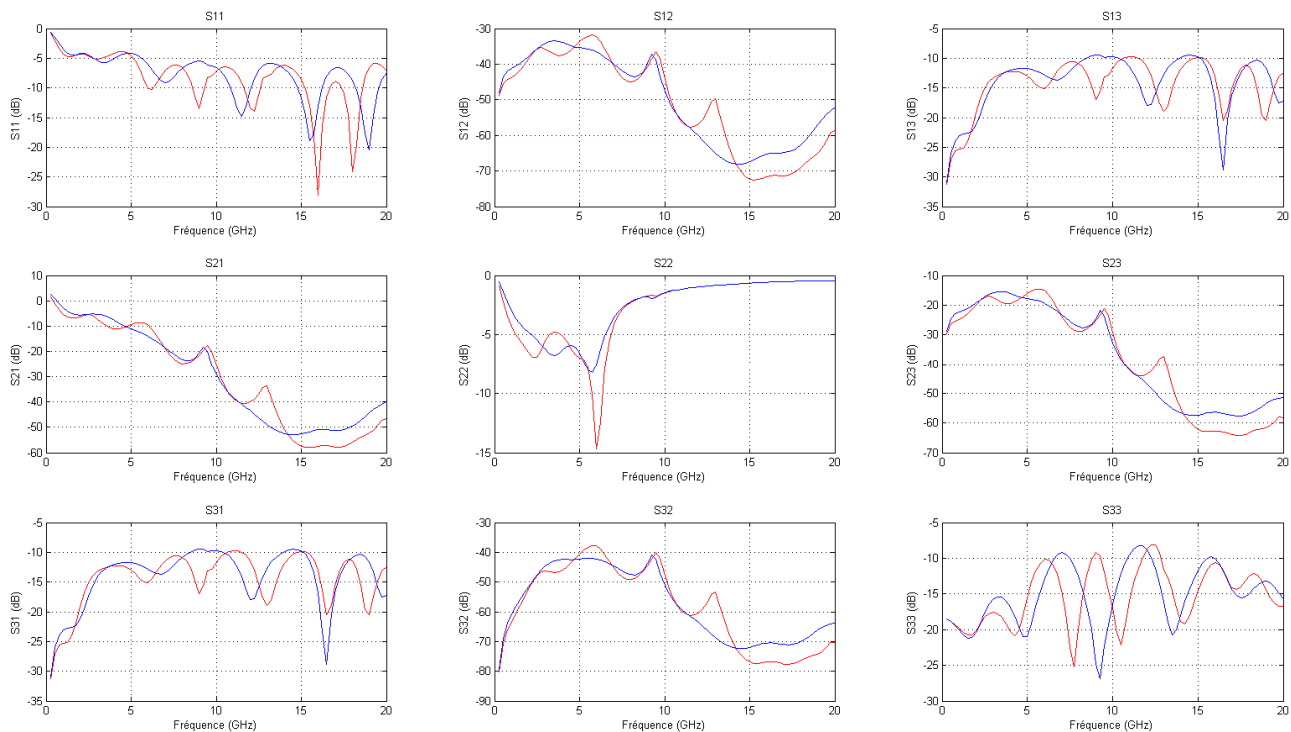 S11
0
-5
-10
-15
-20
-25
-30
S11 (dB)
0 5 10 15 20
Fréquence (GHz)
S12
-30
-40
-50
-60
-70
-80
S12 (dB)
0 5 10 15 20
Fréquence (GHz)
S13
-5
-10
-15
-20
-25
-30
-35
S13 (dB)
0 5 10 15 20
Fréquence (GHz)
S21
10
0
-10
-20
-30
-40
-50
-60
S21 (dB)
0 5 10 15 20
Fréquence (GHz)
S22
0
-5
-10
-15
S22 (dB)
0 5 10 15 20
Fréquence (GHz)
S23
-10
-20
-30
-40
-50
-60
-70
S23 (dB)
0 5 10 15 20
Fréquence (GHz)
S31
-5
-10
-15
-20
-25
-30
-35
S31 (dB)
0 5 10 15 20
Fréquence (GHz)
S32
-30
-40
-50
-60
-70
-80
-90
S32 (dB)
0 5 10 15 20
Fréquence (GHz)
S33
-5
-10
-15
-20
-25
-30
S33 (dB)
0 5 10 15 20
Fréquence (GHz)